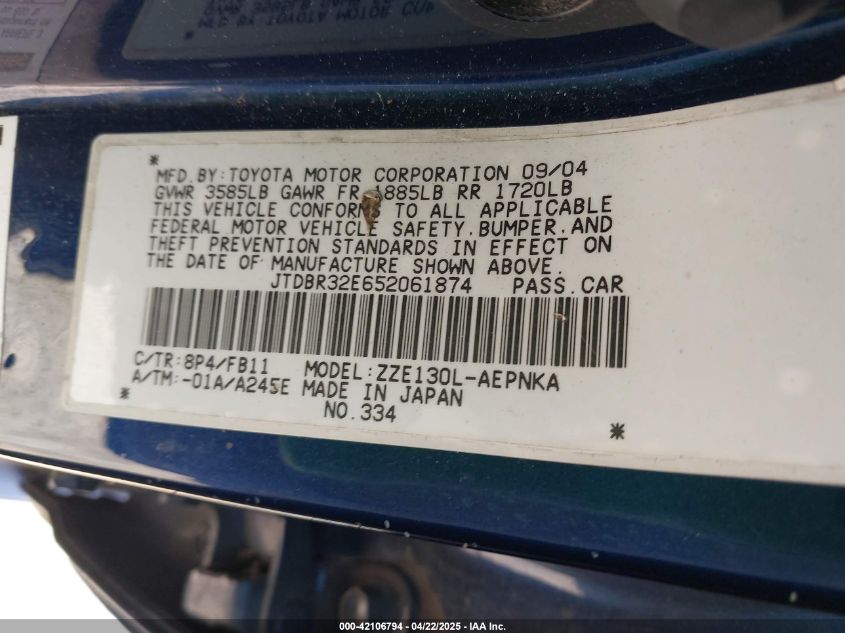 *
MFD. BY: TOYOTA MOTOR CORPORATION 09/04
GVWR 3585LB GAWR FR 1885LB RR 1720LB
THIS VEHICLE CONFORMS TO ALL APPLICABLE
FEDERAL MOTOR VEHICLE SAFETY, BUMPER, AND
THEFT PREVENTION STANDARDS IN EFFECT ON
THE DATE OF MANUFACTURE SHOWN ABOVE.
JTDBR32E652061874 PASS. CAR
C/TR: 8P4/FB11 MODEL: ZZE130L-AEPNKA
A/TM: -01A/A245E MADE IN JAPAN
* NO. 334 *
000-42106794 - 04/22/2025 - IAA Inc.